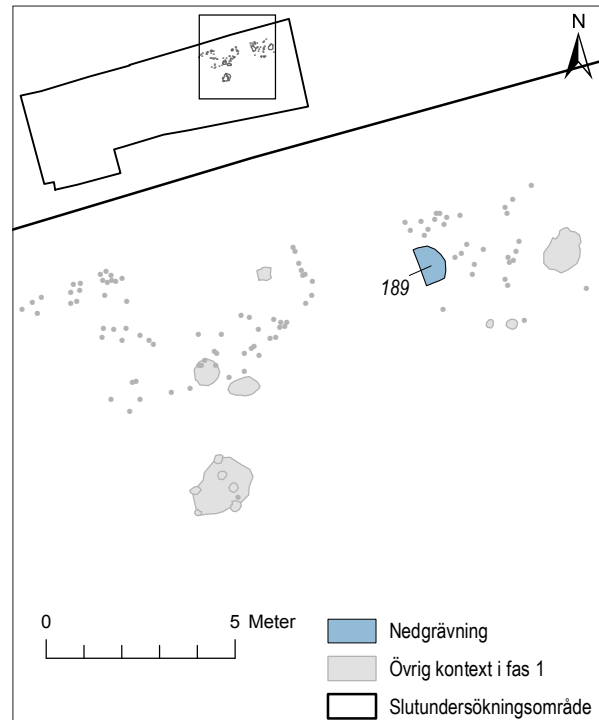 N
189
0 5 Meter
Nedgrävning
Övrig kontext i fas 1
Slutundersökningsområde